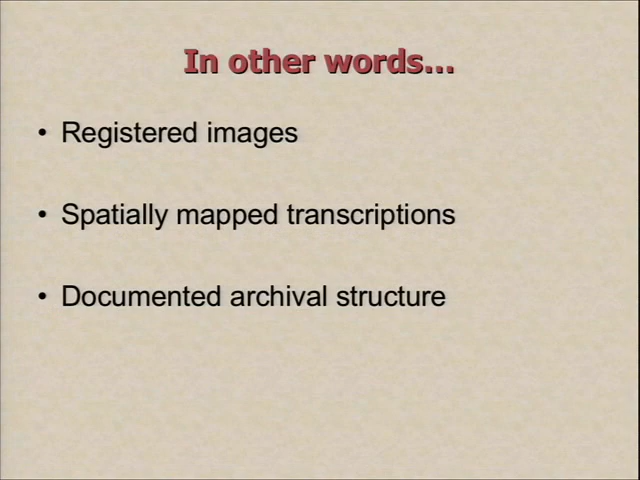 In other words...
• Registered images
• Spatially mapped transcriptions
• Documented archival structure